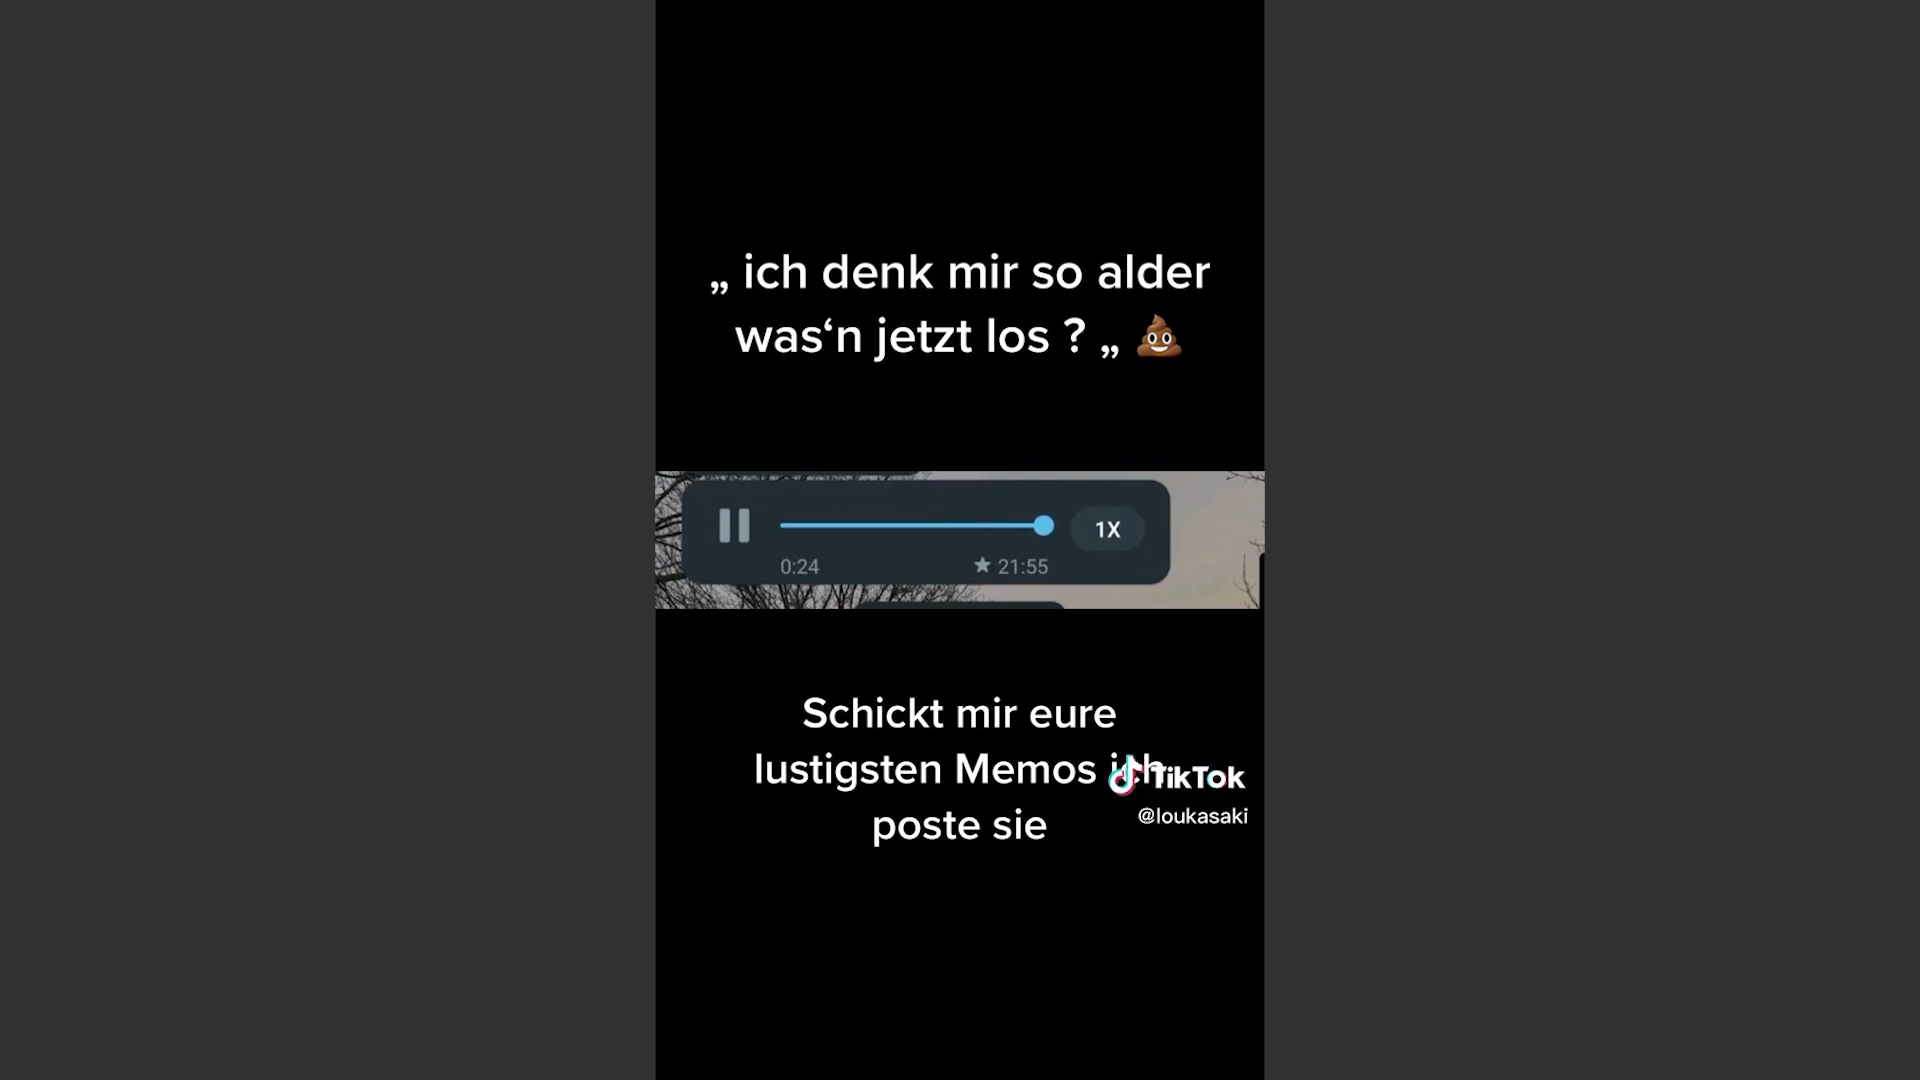 „ ich denk mir so alder
was‘n jetzt los ? „ 💩
1X
0:24 ★ 21:55
Schickt mir eure
lustigsten Memos ich
TikTok
@loukasaki
poste sie